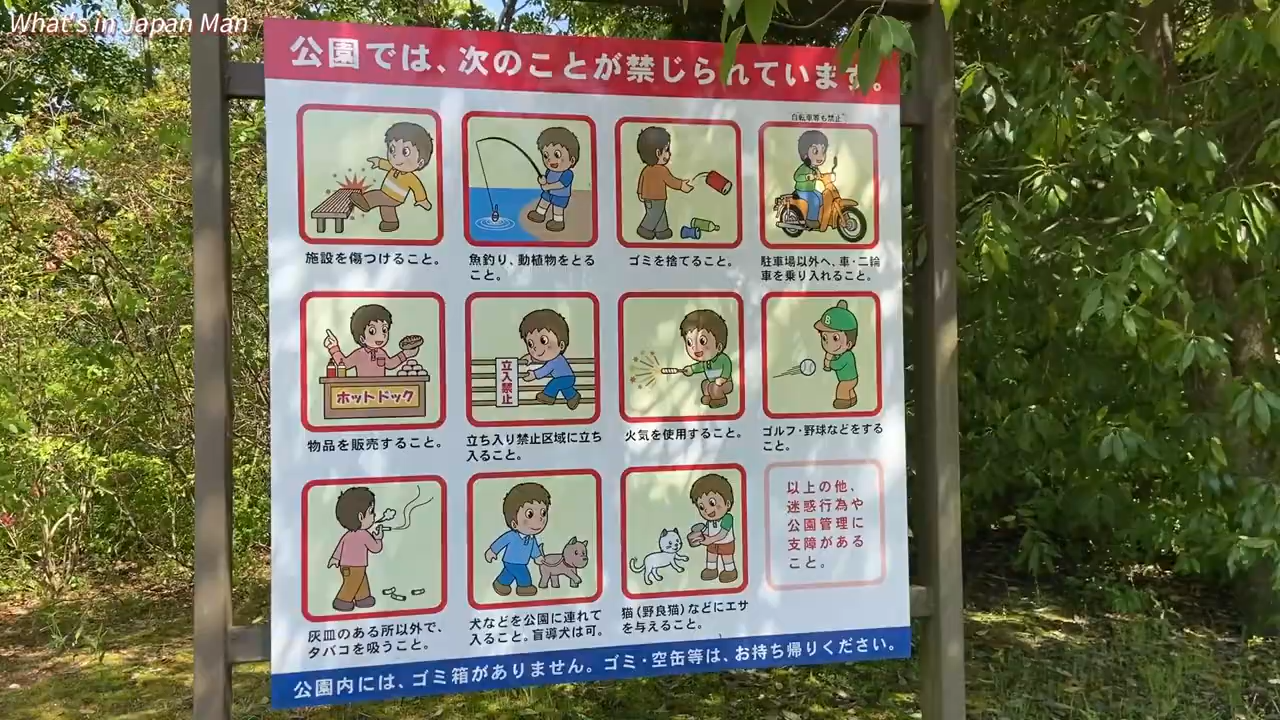 What's in Japan Man
公園では、次のことが禁じられています。
自転車等も禁止
施設を傷つけること。
魚釣り、動植物をとる
こと。
ゴミを捨てること。
駐車場以外へ、車・二輪
車を乗り入れること。
ホットドック
立入禁止
B
物品を販売すること。
立ち入り禁止区域に立ち
入ること。
火気を使用すること。
ゴルフ・野球などをする
こと。
以上の他、
迷惑行為や
公園管理に
支障がある
こと。
灰皿のある所以外で、
タバコを吸うこと。
犬などを公園に連れて
入ること。盲導犬は可。
猫（野良猫）などにエサ
を与えること。
公園内には、ゴミ箱がありません。ゴミ・空缶等は、お持ち帰りください。